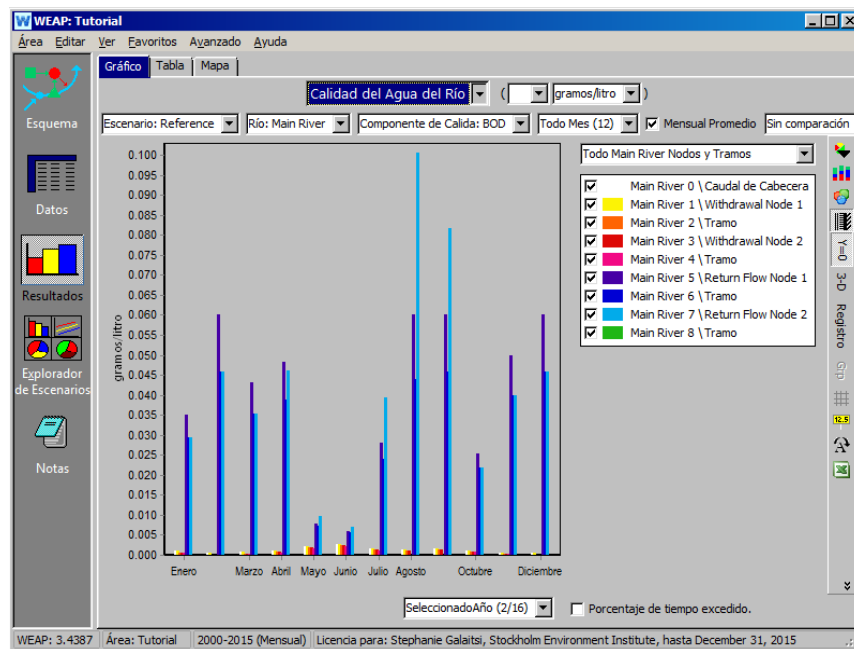 WEAP: Tutorial
Área Editar Ver Favoritos Avanzado Ayuda
Gráfico Tabla Mapa
Calidad del Agua del Río ( gramos/litro )
Escenario: Reference Río: Main River Componente de Calida: BOD Todo Mes (12) Mensual Promedio Sin comparación
Esquema
Datos
Resultados
Explorador
de Escenarios
Notas
gramos/litro
0.100
0.095
0.090
0.085
0.080
0.075
0.070
0.065
0.060
0.055
0.050
0.045
0.040
0.035
0.030
0.025
0.020
0.015
0.010
0.005
0.000
Enero Marzo Abril Mayo Junio Julio Agosto Octubre Diciembre
Todo Main River Nodos y Tramos
Main River 0 \ Caudal de Cabecera
Main River 1 \ Withdrawal Node 1
Main River 2 \ Tramo
Main River 3 \ Withdrawal Node 2
Main River 4 \ Tramo
Main River 5 \ Return Flow Node 1
Main River 6 \ Tramo
Main River 7 \ Return Flow Node 2
Main River 8 \ Tramo
Y=0
3-D
Registro
Grp
12.5
SeleccionadoAño (2/16) Porcentaje de tiempo excedido.
WEAP: 3.4387 Área: Tutorial 2000-2015 (Mensual) Licencia para: Stephanie Galaitsi, Stockholm Environment Institute, hasta December 31, 2015